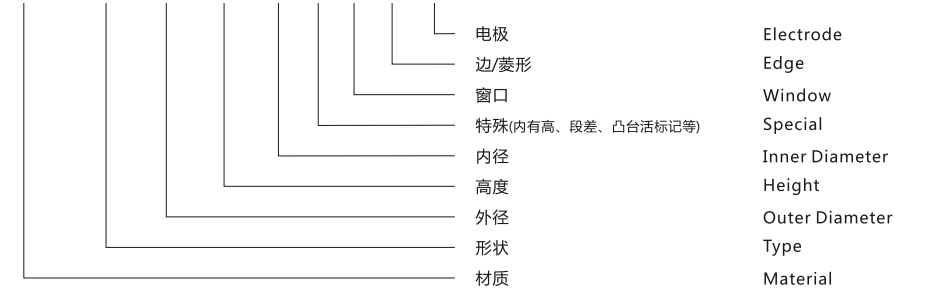 电极 Electrode
边/菱形 Edge
窗口 Window
特殊(内有高、段差、凸台活标记等) Special
内径 Inner Diameter
高度 Height
外径 Outer Diameter
形状 Type
材质 Material